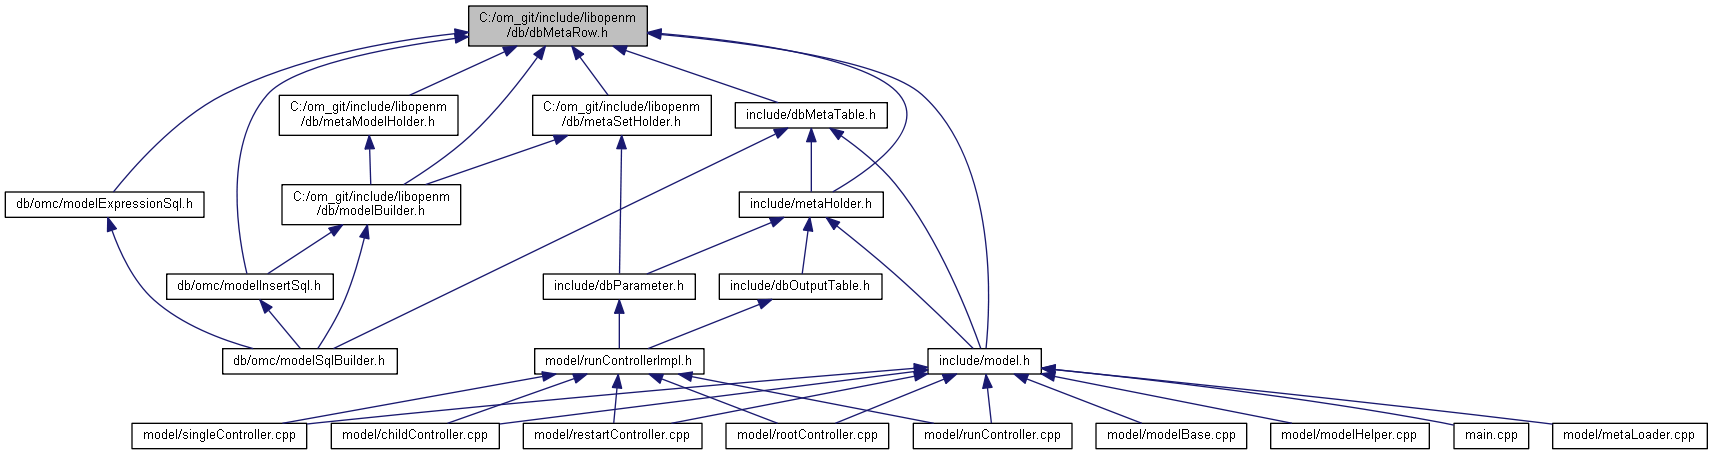 C:/om_git/include/libopenm
/db/dbMetaRow.h
C:/om_git/include/libopenm
/db/metaModelHolder.h
C:/om_git/include/libopenm
/db/metaSetHolder.h
include/dbMetaTable.h
db/omc/modelExpressionSql.h
C:/om_git/include/libopenm
/db/modelBuilder.h
include/metaHolder.h
db/omc/modelInsertSql.h
include/dbParameter.h
include/dbOutputTable.h
db/omc/modelSqlBuilder.h
model/runControllerImpl.h
include/model.h
model/singleController.cpp
model/childController.cpp
model/restartController.cpp
model/rootController.cpp
model/runController.cpp
model/modelBase.cpp
model/modelHelper.cpp
main.cpp
model/metaLoader.cpp